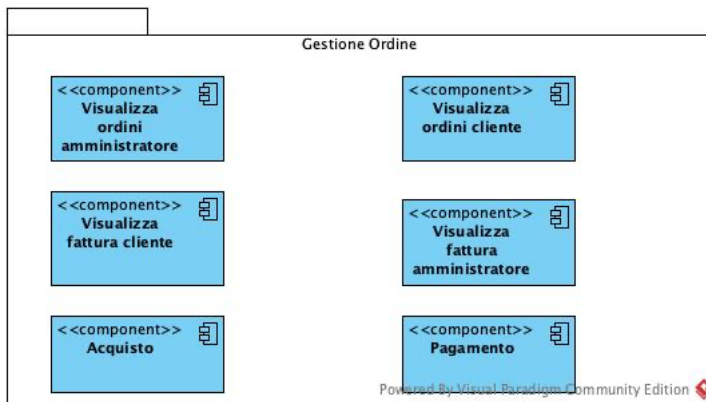 Gestione Ordine
<<component>>
Visualizza
ordini
amministratore
<<component>>
Visualizza
ordini cliente
<<component>>
Visualizza
fattura cliente
<<component>>
Visualizza
fattura
amministratore
<<component>>
Acquisto
<<component>>
Pagamento
Powered By Visual Paradigm Community Edition